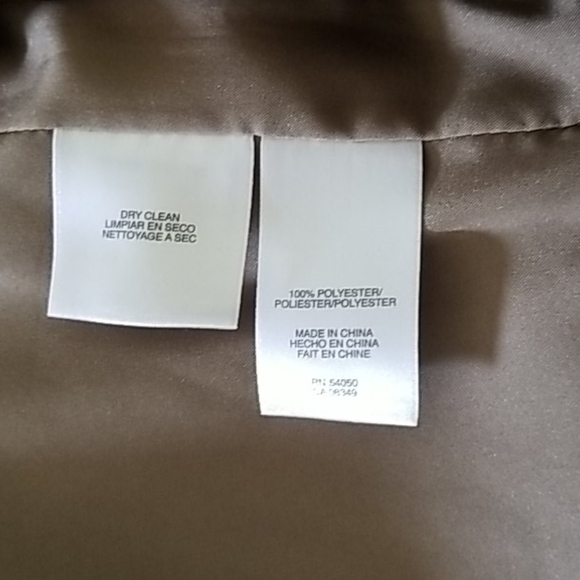 DRY CLEAN
LIMPIAR EN SECO
NETTOYAGE A SEC
100% POLYESTER/
POLIESTER/POLYESTER
MADE IN CHINA
HECHO EN CHINA
FAIT EN CHINE
RN 54050